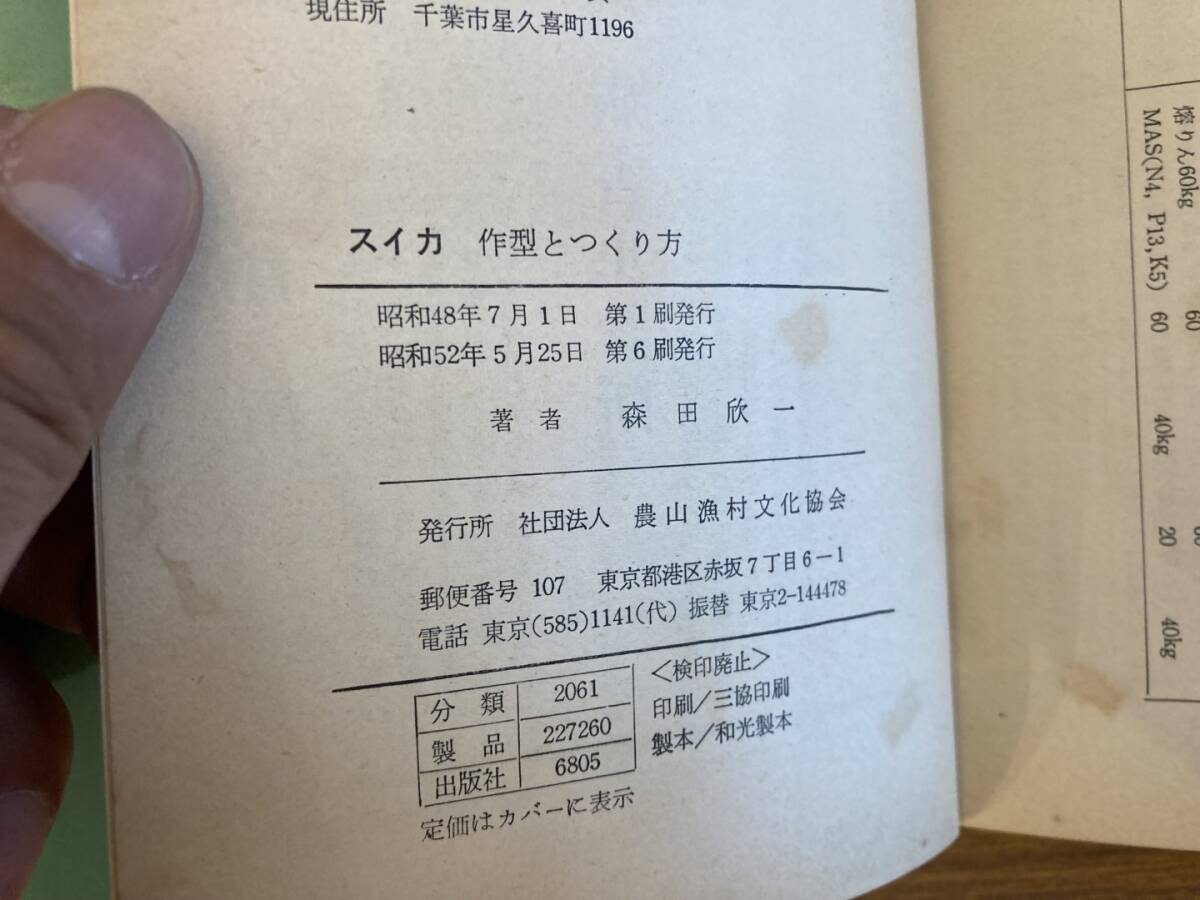 現住所 千葉市星久喜町1196
スイカ 作型とつくり方
昭和48年7月1日 第1刷発行
昭和52年5月25日 第6刷発行
著者 森田欣一
発行所 社団法人 農山漁村文化協会
郵便番号 107 東京都港区赤坂7丁目6-1
電話 東京(585)1141(代) 振替 東京2-144478
分類 2061
製品 227260
出版社 6805
<検印廃止>
印刷/三協印刷
製本/和光製本
定価はカバーに表示
熔りん60kg 60
MAS(N4, P13, K5) 60 40kg 20 40kg